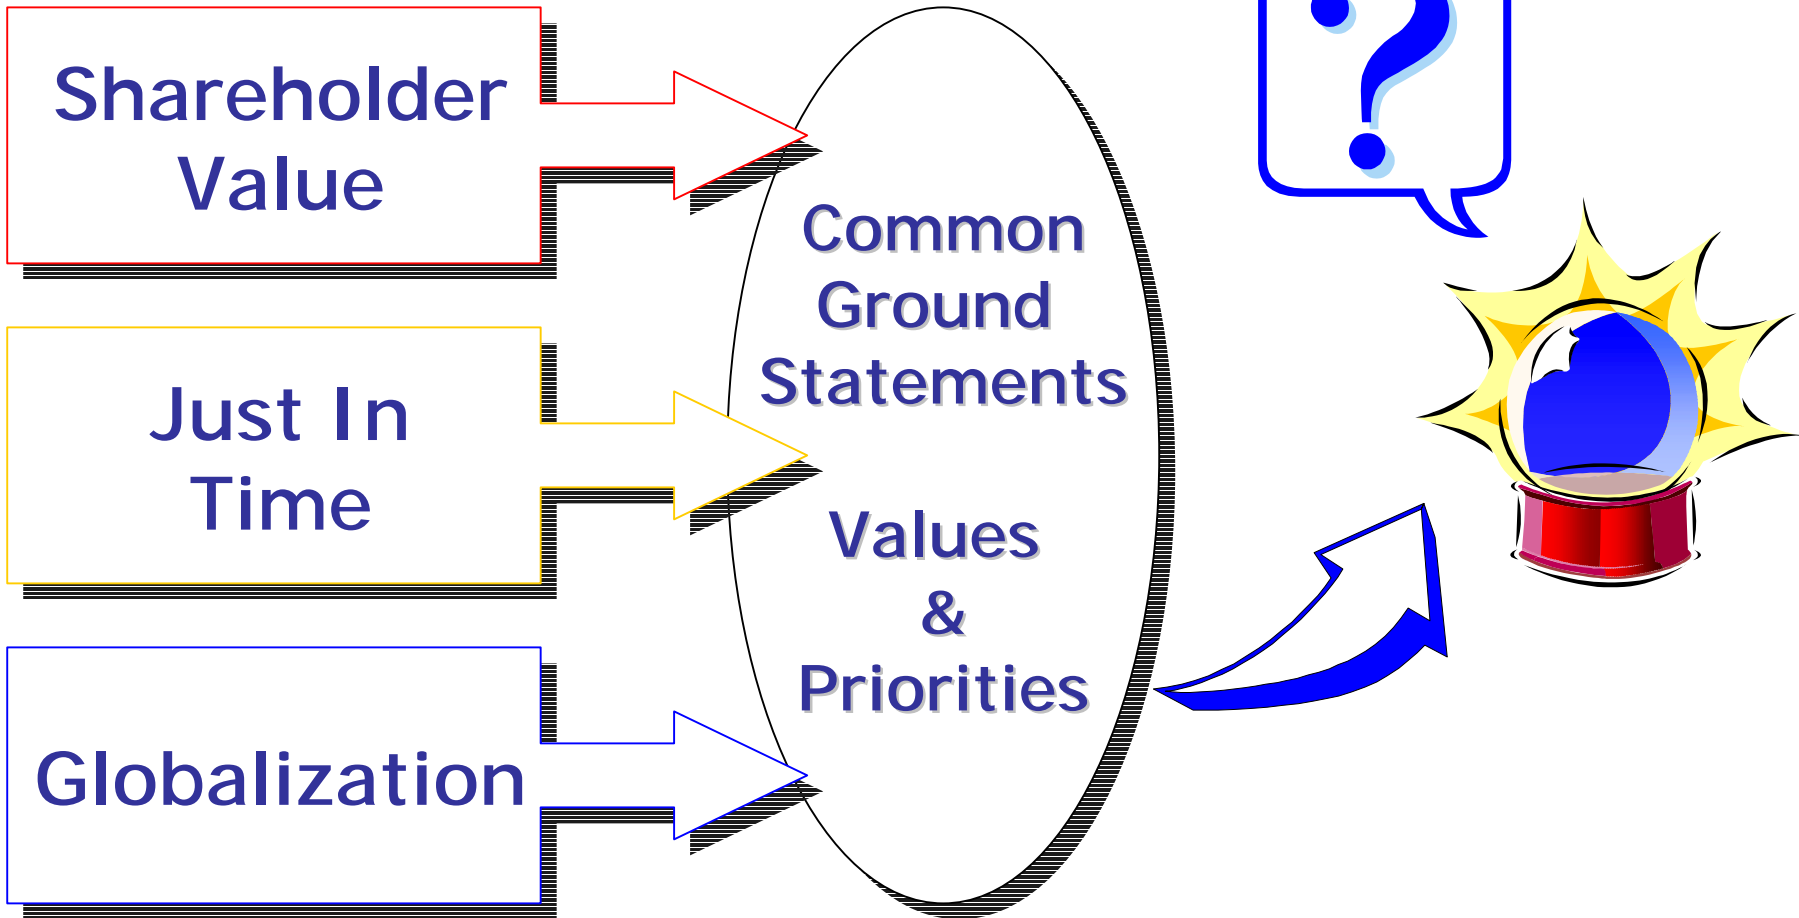 Shareholder
Value
Just In
Time
Globalization
Common
Ground
Statements
Values
&
Priorities
?